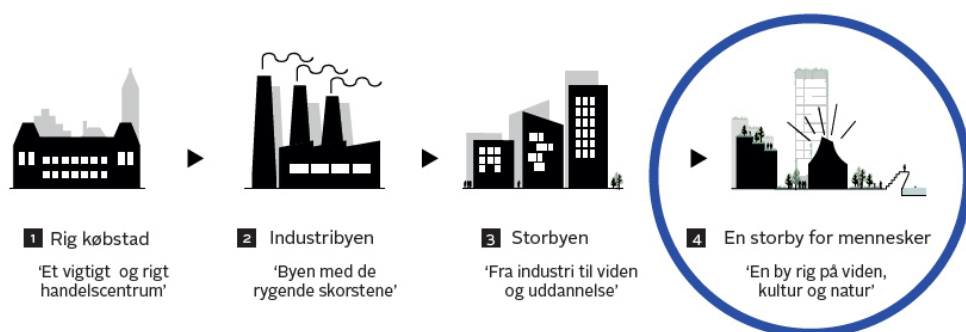 1 Rig købstad
'Et vigtigt og rigt
handelscentrum'
2 Industribyen
'Byen med de
rygende skorstene'
3 Storbyen
'Fra industri til viden
og uddannelse'
4 En storby for mennesker
'En by rig på viden,
kultur og natur'